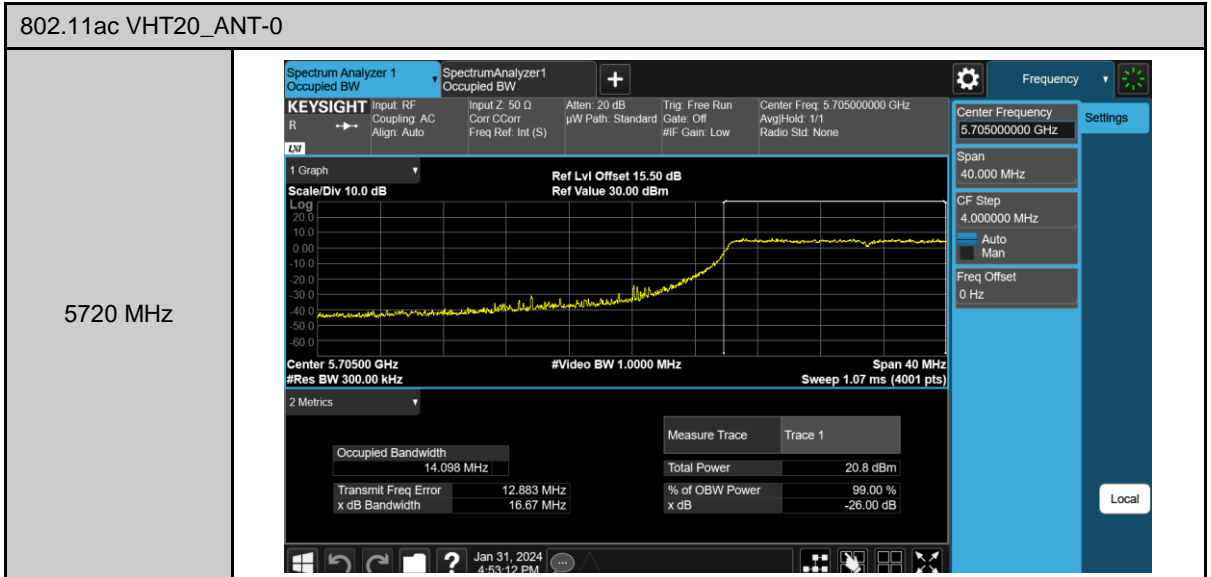 802.11ac VHT20_ANT-0
5720 MHz
Spectrum Analyzer 1
Occupied BW
SpectrumAnalyzer1
Occupied BW
Frequency
KEYSIGHT
R
LXI
Input: RF
Coupling: AC
Align: Auto
Input Z: 50 Ω
Corr CCorr
Freq Ref: Int (S)
Atten: 20 dB
µW Path: Standard
Trig: Free Run
Gate: Off
#IF Gain: Low
Center Freq: 5.705000000 GHz
Avg|Hold: 1/1
Radio Std: None
Center Frequency
5.705000000 GHz
Settings
Span
40.000 MHz
CF Step
4.000000 MHz
Auto
Man
Freq Offset
0 Hz
Local
1 Graph
Scale/Div 10.0 dB
Ref Lvl Offset 15.50 dB
Ref Value 30.00 dBm
Log
20.0
10.0
0.00
-10.0
-20.0
-30.0
-40.0
-50.0
-60.0
Center 5.70500 GHz
#Video BW 1.0000 MHz
Span 40 MHz
#Res BW 300.00 kHz
Sweep 1.07 ms (4001 pts)
2 Metrics
Measure Trace Trace 1
Occupied Bandwidth
14.098 MHz
Total Power 20.8 dBm
Transmit Freq Error 12.883 MHz
% of OBW Power 99.00 %
x dB Bandwidth 16.67 MHz
x dB -26.00 dB
?
Jan 31, 2024
4:53:12 PM